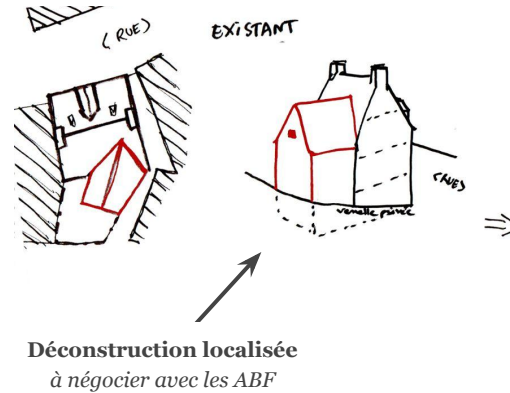 (RUE)
EXISTANT
(RUE)
venelle privée
Déconstruction localisée
à négocier avec les ABF